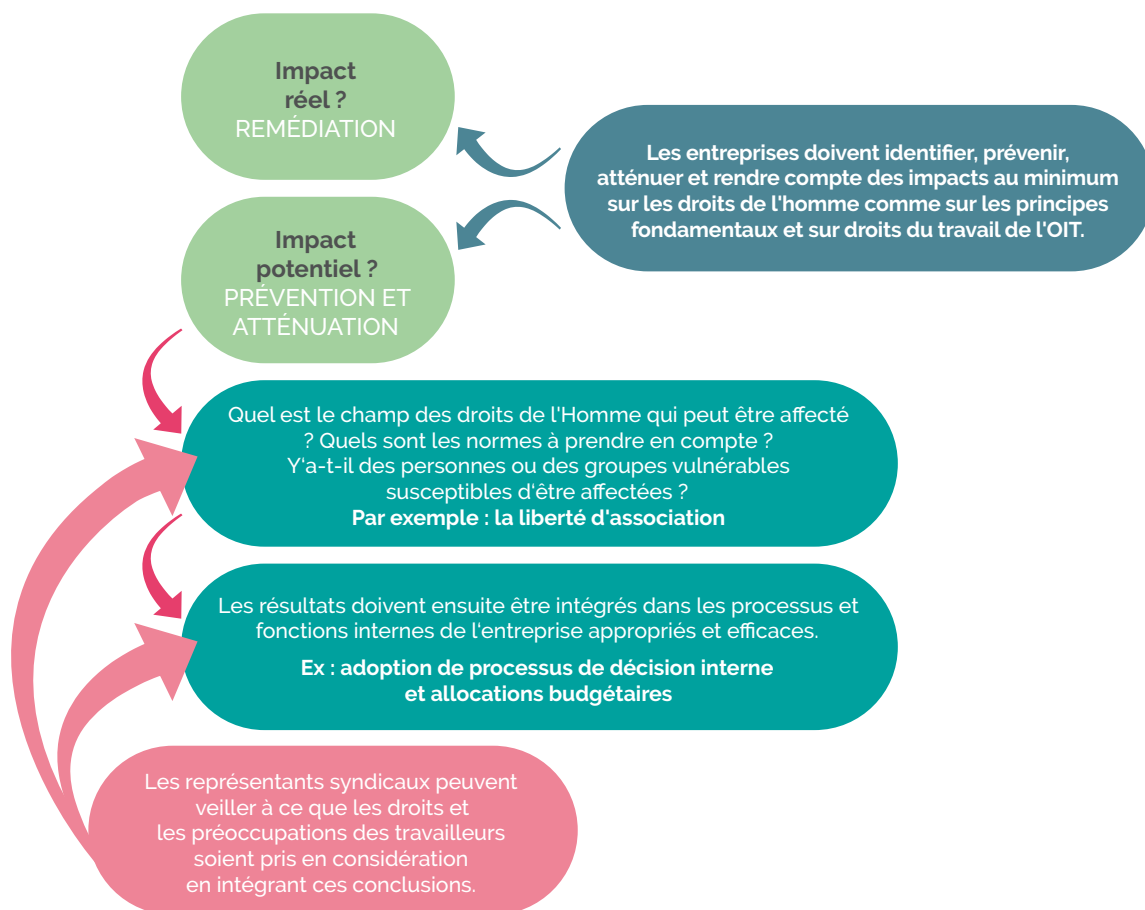 Impact
réel ?
REMÉDIATION
Les entreprises doivent identifier, prévenir,
atténuer et rendre compte des impacts au minimum
sur les droits de l'homme comme sur les principes
fondamentaux et sur droits du travail de l'OIT.
Impact
potentiel ?
PRÉVENTION ET
ATTÉNUATION
Quel est le champ des droits de l'Homme qui peut être affecté
? Quels sont les normes à prendre en compte ?
Y'a-t-il des personnes ou des groupes vulnérables
susceptibles d'être affectées ?
Par exemple : la liberté d'association
Les résultats doivent ensuite être intégrés dans les processus et
fonctions internes de l'entreprise appropriés et efficaces.
Ex : adoption de processus de décision interne
et allocations budgétaires
Les représentants syndicaux peuvent
veiller à ce que les droits et
les préoccupations des travailleurs
soient pris en considération
en intégrant ces conclusions.